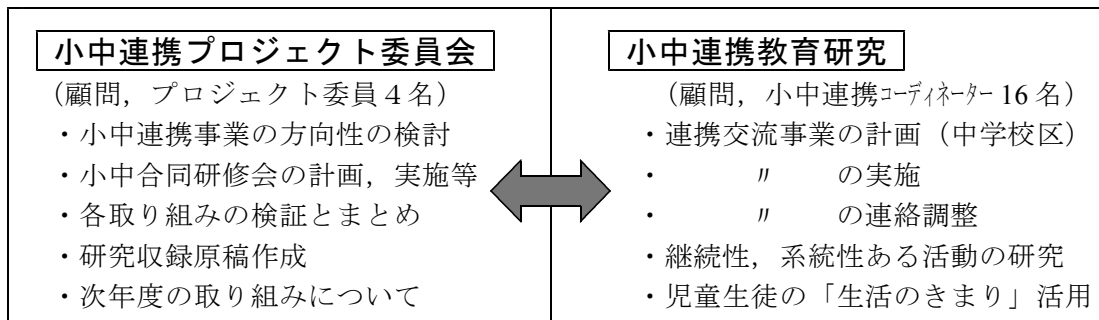 小中連携プロジェクト委員会
（顧問，プロジェクト委員４名）
・小中連携事業の方向性の検討
・小中合同研修会の計画，実施等
・各取り組みの検証とまとめ
・研究収録原稿作成
・次年度の取り組みについて
小中連携教育研究
（顧問，小中連携ｺｰﾃﾞｨﾈｰﾀｰ 16 名）
・連携交流事業の計画（中学校区）
・　　　〃　　　の実施
・　　　〃　　　の連絡調整
・継続性，系統性ある活動の研究
・児童生徒の「生活のきまり」活用